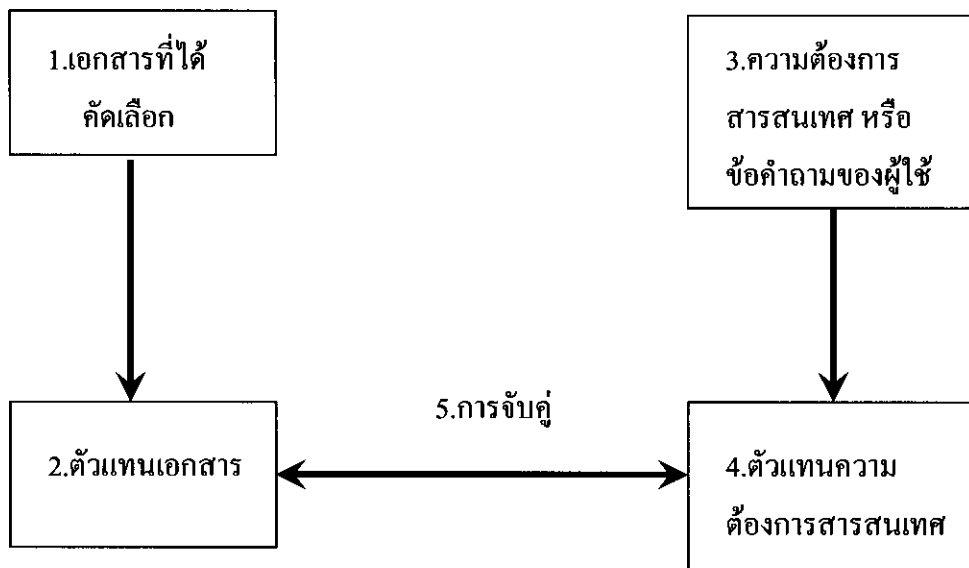 1.เอกสารที่ได้
คัดเลือก
3.ความต้องการ
สารสนเทศ หรือ
ข้อคำถามของผู้ใช้
5.การจับคู่
2.ตัวแทนเอกสาร
4.ตัวแทนความ
ต้องการสารสนเทศ